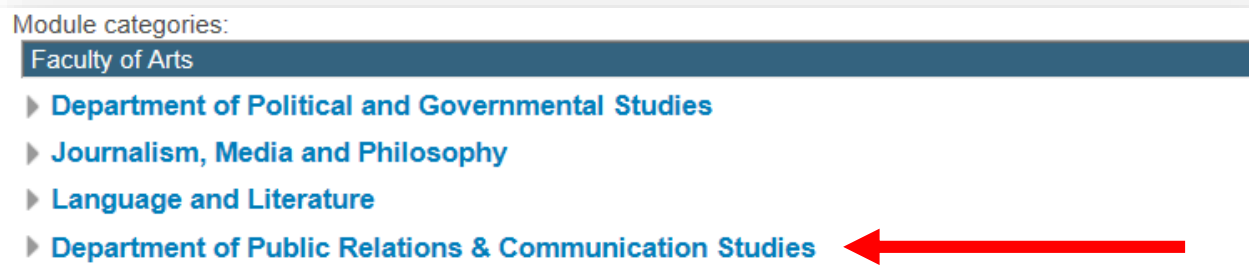 Module categories:
Faculty of Arts
Department of Political and Governmental Studies
Journalism, Media and Philosophy
Language and Literature
Department of Public Relations & Communication Studies